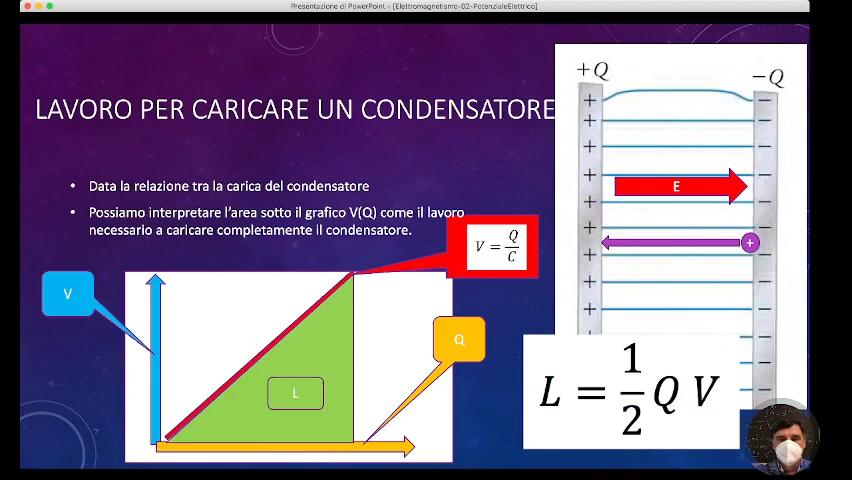 Presentazione di PowerPoint - [Elettromagnetismo-02-PotenzialeElettrico]
LAVORO PER CARICARE UN CONDENSATORE
• Data la relazione tra la carica del condensatore
• Possiamo interpretare l'area sotto il grafico V(Q) come il lavoro
necessario a caricare completamente il condensatore.
V = Q/C
V
Q
L
+Q
−Q
E
+
L = 1/2 Q V